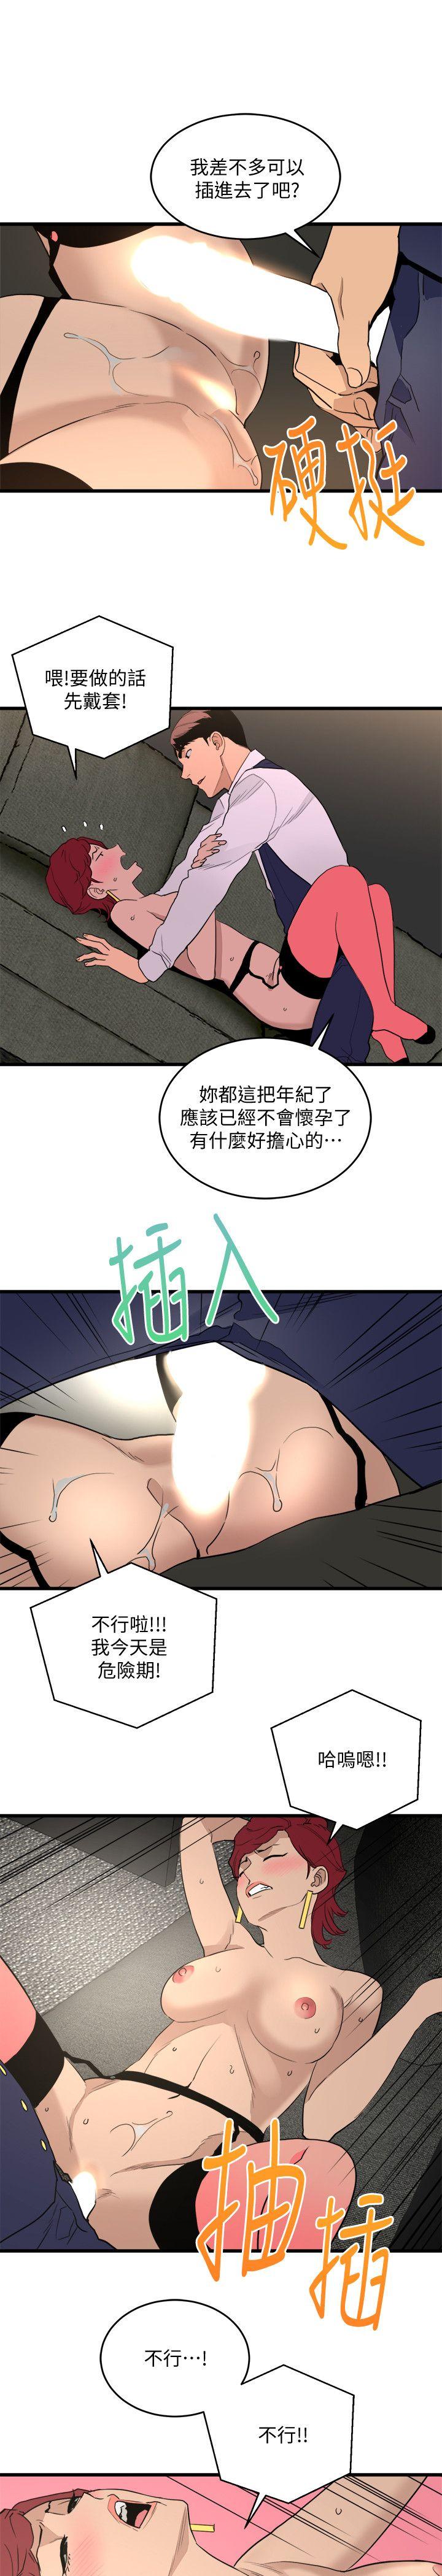 我差不多可以
插進去了吧?
硬挺
喂!要做的話
先戴套!
妳都這把年紀了
應該已經不會懷孕了
有什麼好擔心的⋯
插入
不行啦!!!
我今天是
危險期!
哈嗚嗯!!
抽插
不行⋯!
不行!!